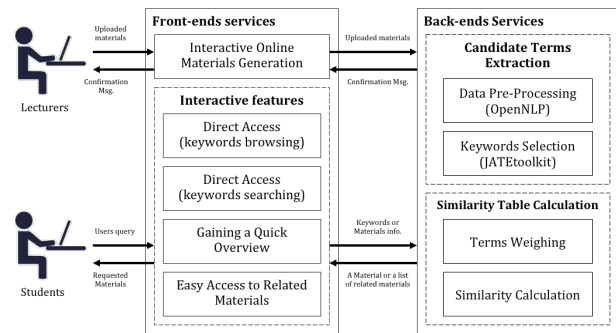 Front-ends services
Back-ends Services
Uploaded
materials
Confirmation
Msg.
Lecturers
Interactive Online
Materials Generation
Uploaded materials
Confirmation Msg.
Candidate Terms
Extraction
Data Pre-Processing
(OpenNLP)
Keywords Selection
(JATEtoolkit)
Interactive features
Direct Access
(keywords browsing)
Direct Access
(keywords searching)
Gaining a Quick
Overview
Easy Access to Related
Materials
Users query
Requested
Materials
Students
Keywords or
Materials info.
A Material or a list
of related materials
Similarity Table Calculation
Terms Weighing
Similarity Calculation